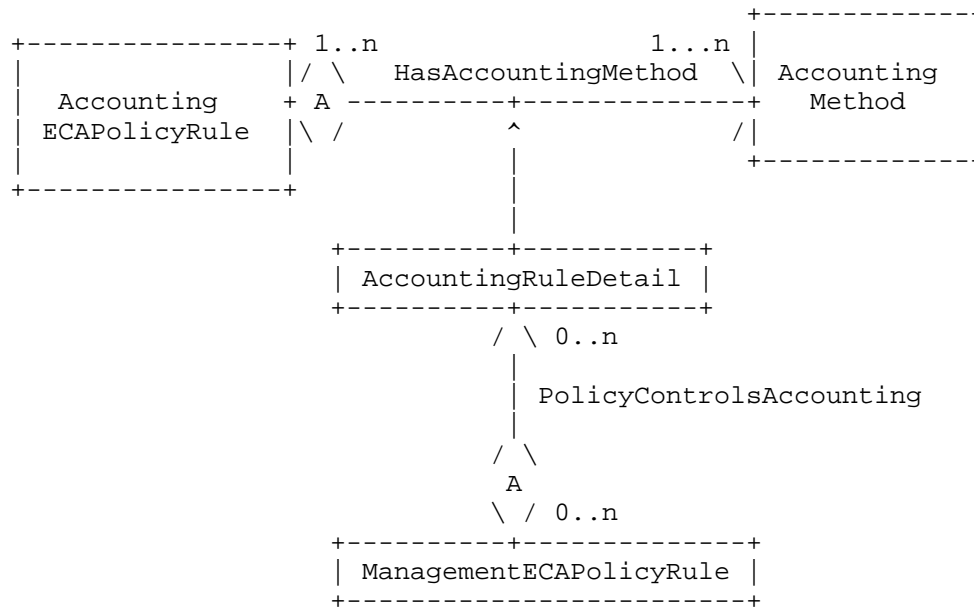 1..n 1...n
HasAccountingMethod Accounting
Accounting A Method
ECAPolicyRule
AccountingRuleDetail
0..n
PolicyControlsAccounting
A
0..n
ManagementECAPolicyRule